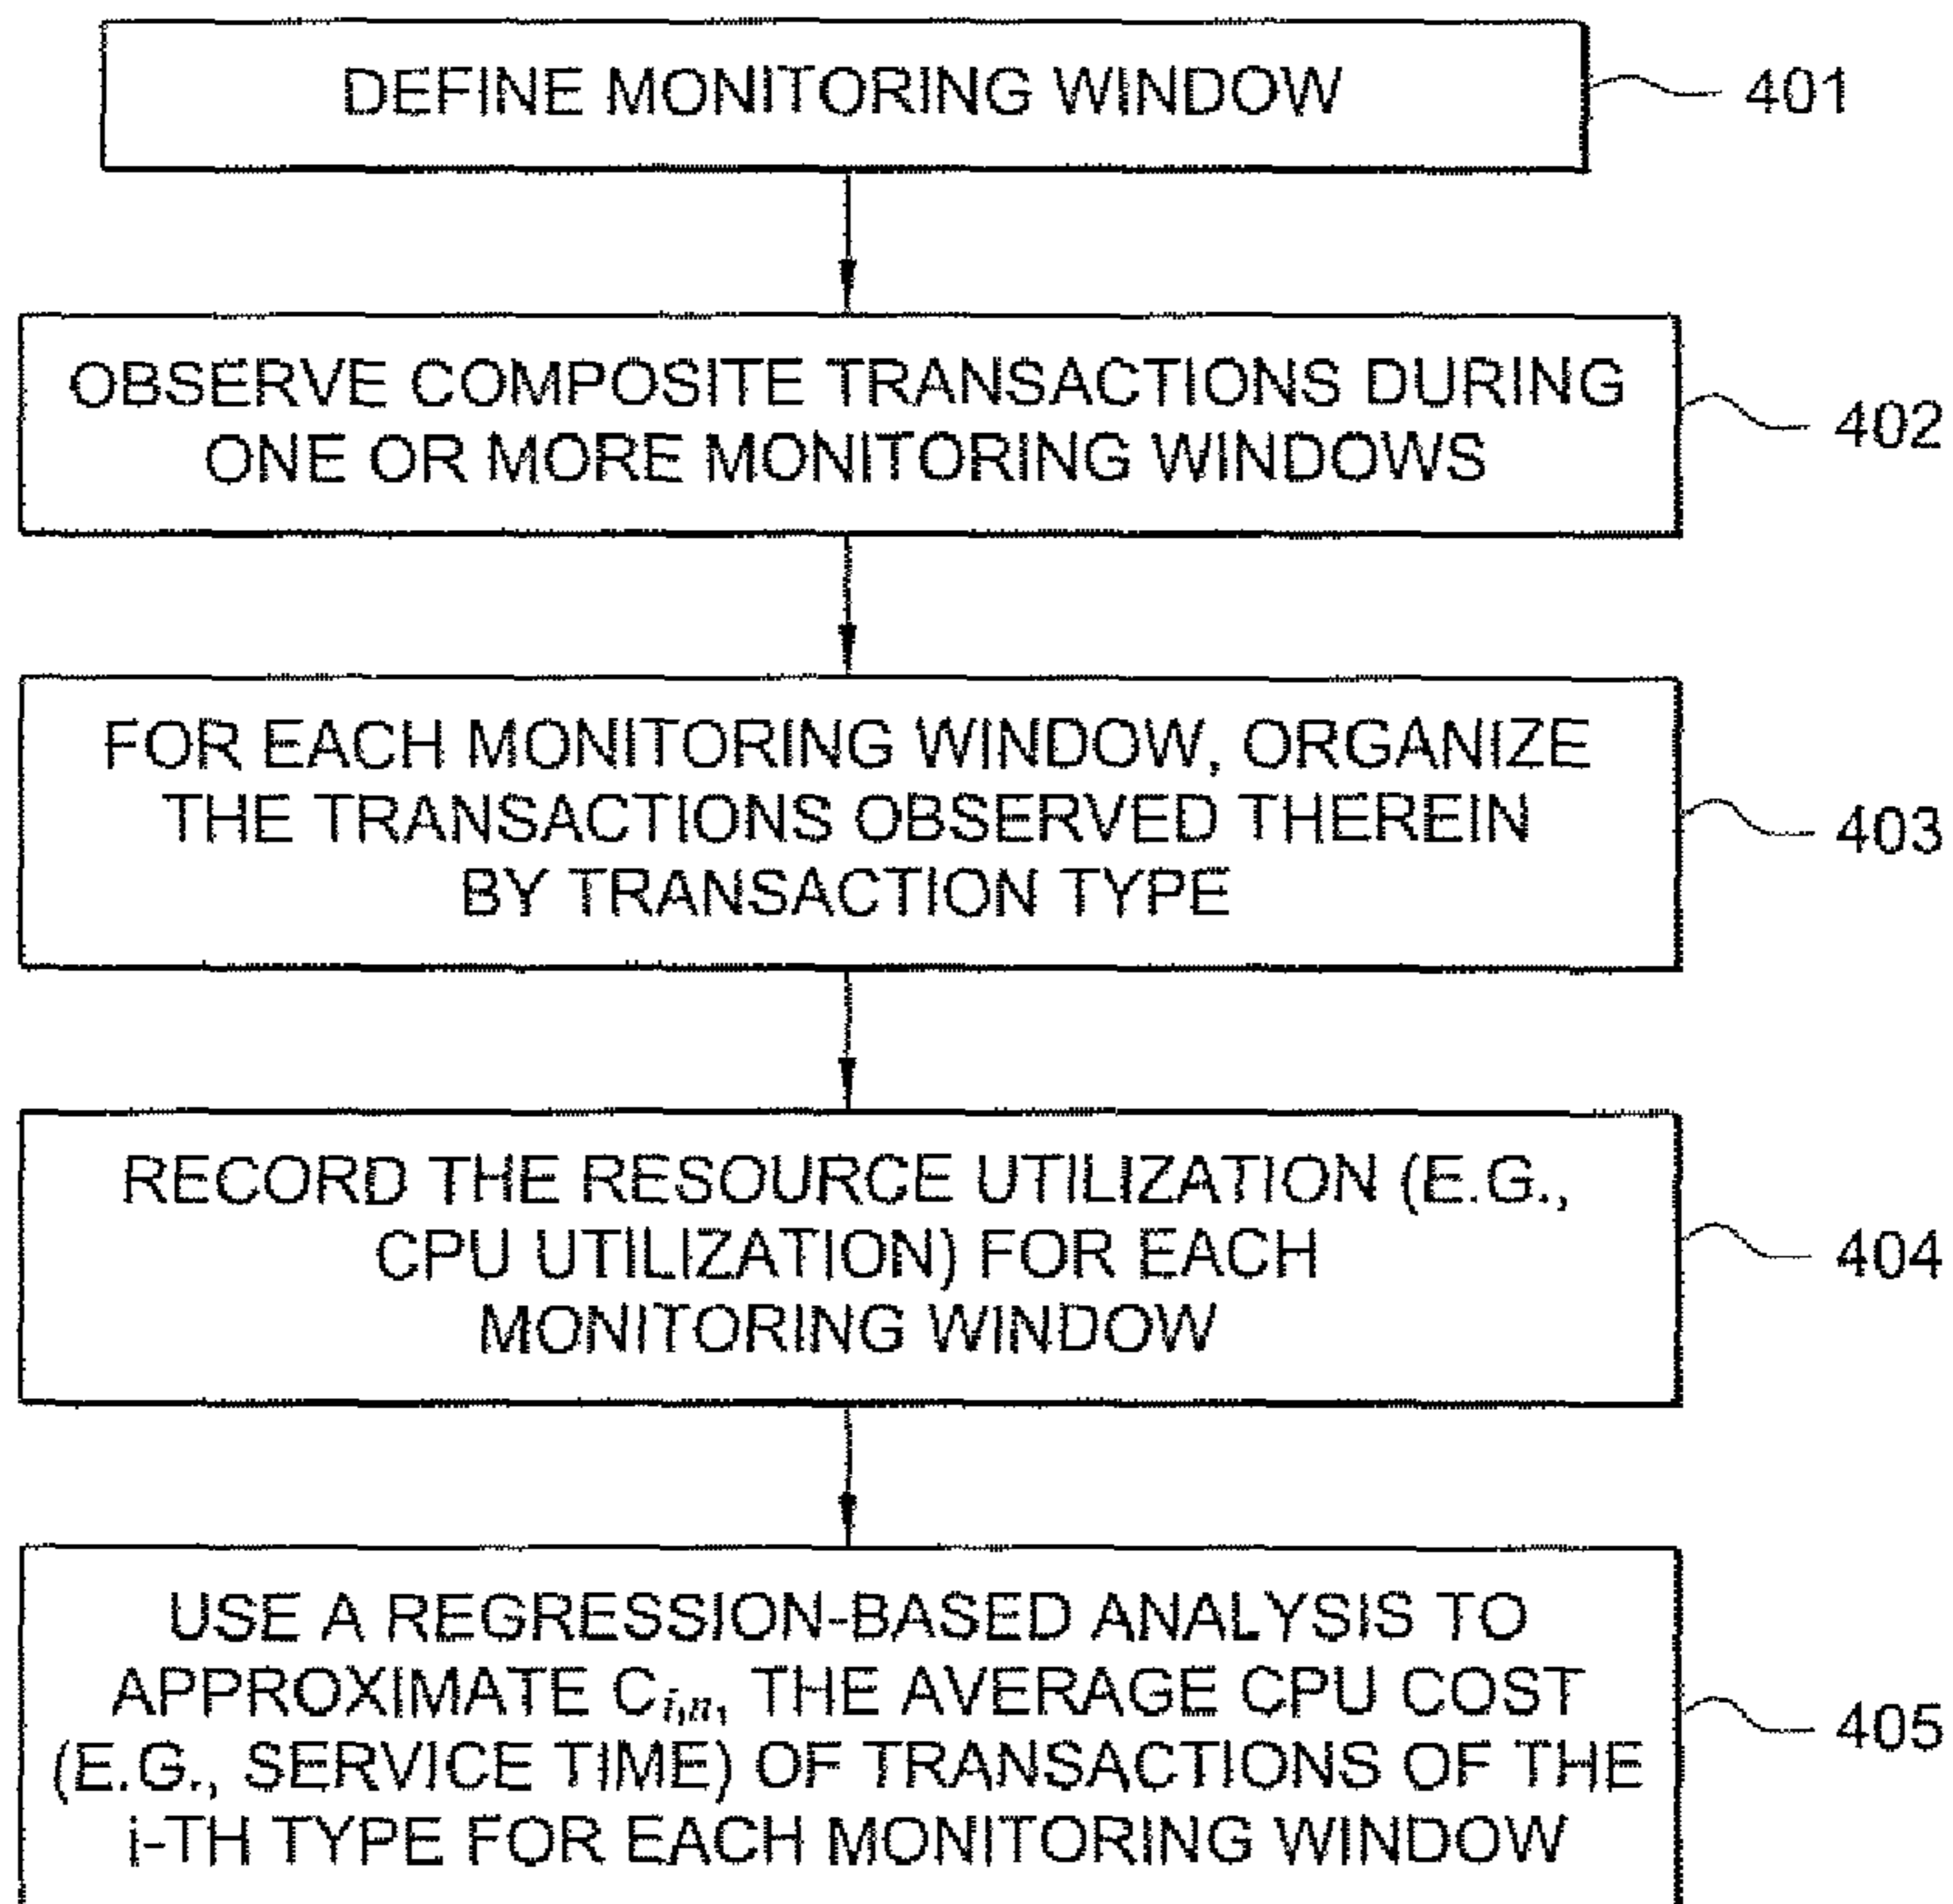 DEFINE MONITORING WINDOW
401
OBSERVE COMPOSITE TRANSACTIONS DURING
ONE OR MORE MONITORING WINDOWS
402
FOR EACH MONITORING WINDOW, ORGANIZE
THE TRANSACTIONS OBSERVED THEREIN
BY TRANSACTION TYPE
403
RECORD THE RESOURCE UTILIZATION (E.G.,
CPU UTILIZATION) FOR EACH
MONITORING WINDOW
404
USE A REGRESSION-BASED ANALYSIS TO
APPROXIMATE C_{i,n}, THE AVERAGE CPU COST
(E.G., SERVICE TIME) OF TRANSACTIONS OF THE
i-TH TYPE FOR EACH MONITORING WINDOW
405